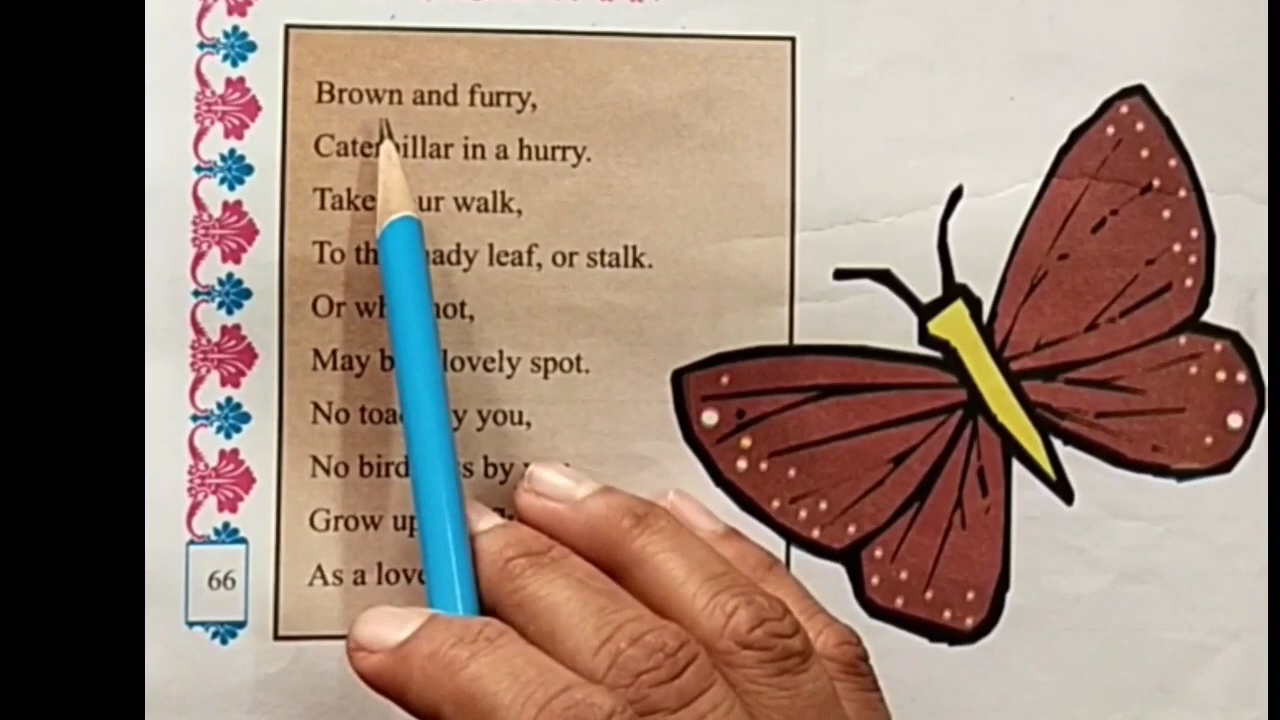 Brown and furry,
Caterpillar in a hurry.
Take your walk,
To the shady leaf, or stalk.
Or what not,
May be lovely spot.
No toad spy you,
No bird by
Grow up
As a
66